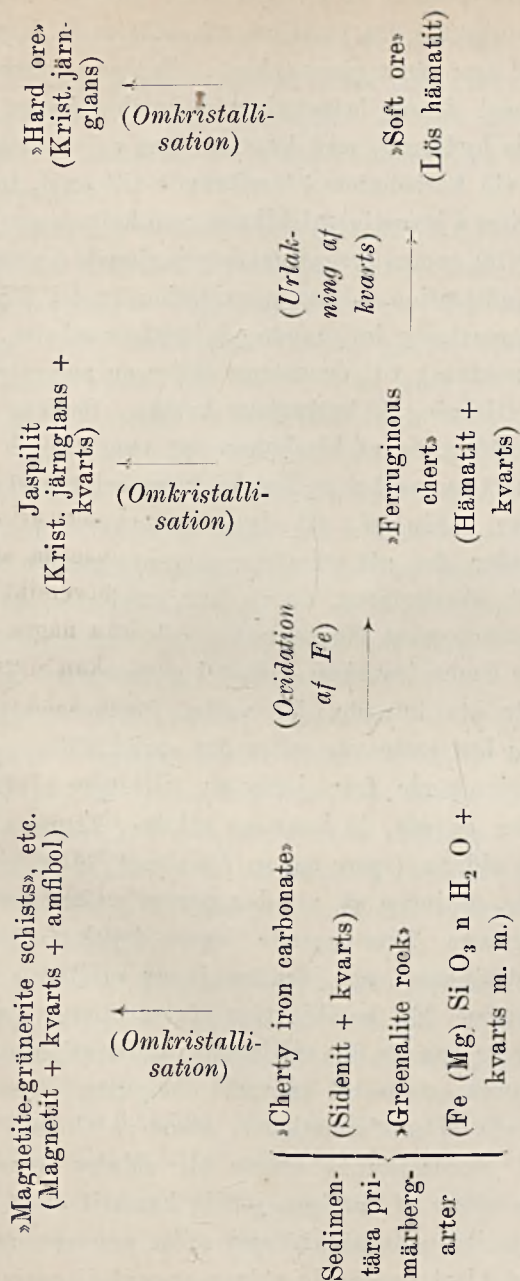 »Magnetite-grünerite schists», etc.
(Magnetit + kvarts + amfibol)
(Omkristalli-
sation)
Sedimen-
tära pri-
märberg-
arter
»Cherty iron carbonate»
(Sidenit + kvarts)
»Greenalite rock»
(Fe (Mg) Si O₃ n H₂ O +
kvarts m. m.)
(Oxidation
af Fe)
Jaspilit
(Krist. järnglans +
kvarts)
(Omkristalli-
sation)
»Ferruginous
chert»
(Hämatit +
kvarts)
(Urlak-
ning af
kvarts)
»Hard ore»
(Krist. järn-
glans)
(Omkristalli-
sation)
»Soft ore»
(Lös hämatit)